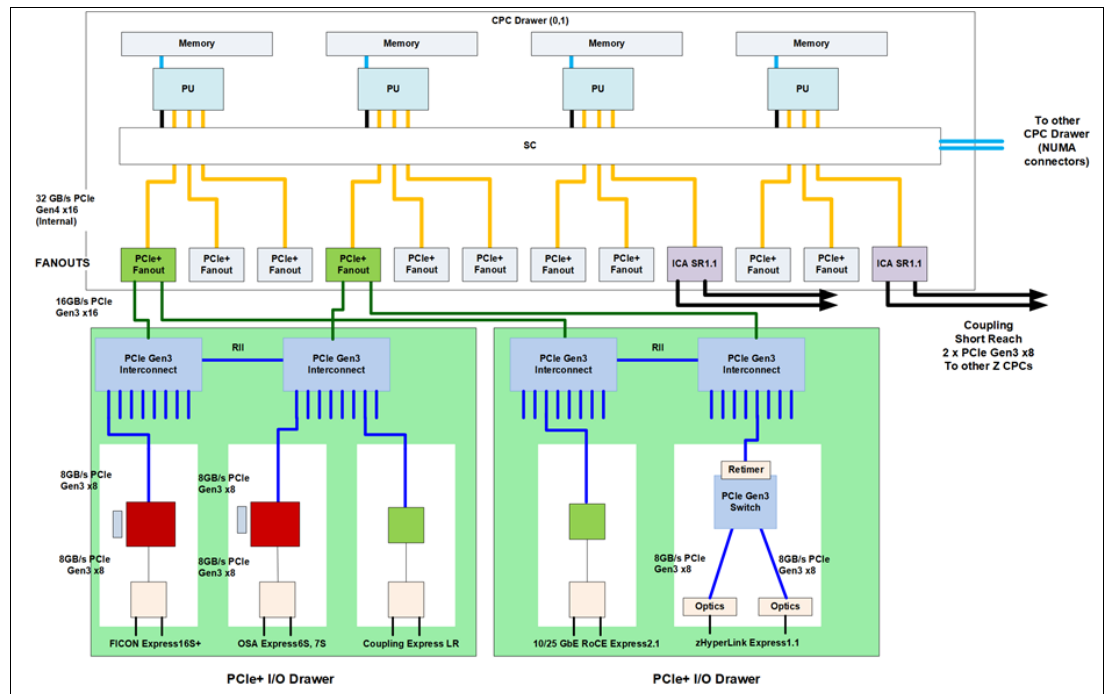 CPC Drawer (0,1)
Memory
Memory
Memory
Memory
PU
PU
PU
PU
SC
To other
CPC Drawer
(NUMA
connectors)
32 GB/s PCIe
Gen4 x16
(Internal)
FANOUTS
PCIe+
Fanout
PCIe+
Fanout
PCIe+
Fanout
PCIe+
Fanout
PCIe+
Fanout
PCIe+
Fanout
PCIe+
Fanout
PCIe+
Fanout
ICA SR1.1
PCIe+
Fanout
PCIe+
Fanout
ICA SR1.1
16GB/s PCIe
Gen3 x16
Coupling
Short Reach
2 x PCIe Gen3 x8
To other Z CPCs
PCIe Gen3
Interconnect
RII
PCIe Gen3
Interconnect
PCIe Gen3
Interconnect
RII
PCIe Gen3
Interconnect
8GB/s PCIe
Gen3 x8
8GB/s PCIe
Gen3 x8
8GB/s PCIe
Gen3 x8
8GB/s PCIe
Gen3 x8
Retimer
PCIe Gen3
Switch
8GB/s PCIe
Gen3 x8
8GB/s PCIe
Gen3 x8
Optics
Optics
FICON Express16S+
OSA Express6S, 7S
Coupling Express LR
10/25 GbE RoCE Express2.1
zHyperLink Express1.1
PCIe+ I/O Drawer
PCIe+ I/O Drawer